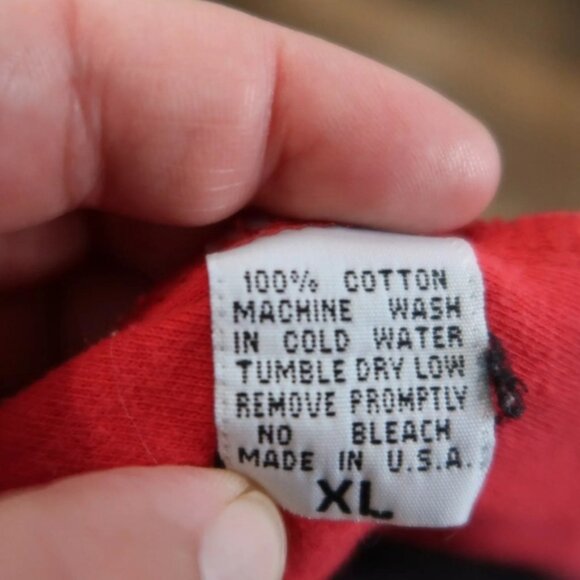 100% COTTON
MACHINE WASH
IN COLD WATER
TUMBLE DRY LOW
REMOVE PROMPTLY
NO BLEACH
MADE IN U.S.A.
XL